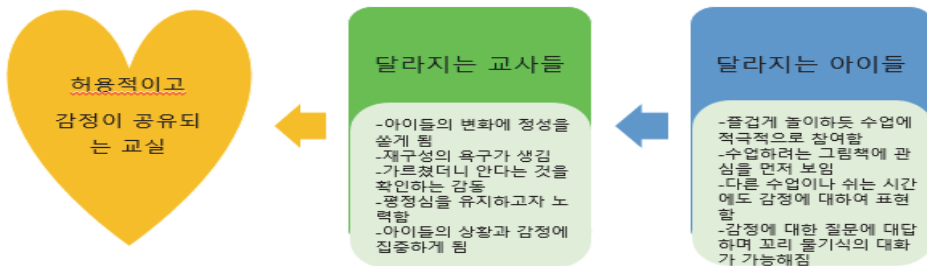 허용적이고
감정이 공유되
는 교실
달라지는 교사들
-아이들의 변화에 정성을
쏟게 됨
-재구성의 욕구가 생김
-가르쳤더니 안다는 것을
확인하는 감동
-평정심을 유지하고자 노
력함
-아이들의 상황과 감정에
집중하게 됨
달라지는 아이들
-즐겁게 놀이하듯 수업에
적극적으로 참여함
-수업하려는 그림책에 관
심을 먼저 보임
-다른 수업이나 쉬는 시간
에도 감정에 대하여 표현
함
-감정에 대한 질문에 대답
하며 꼬리 물기식의 대화
가 가능해짐